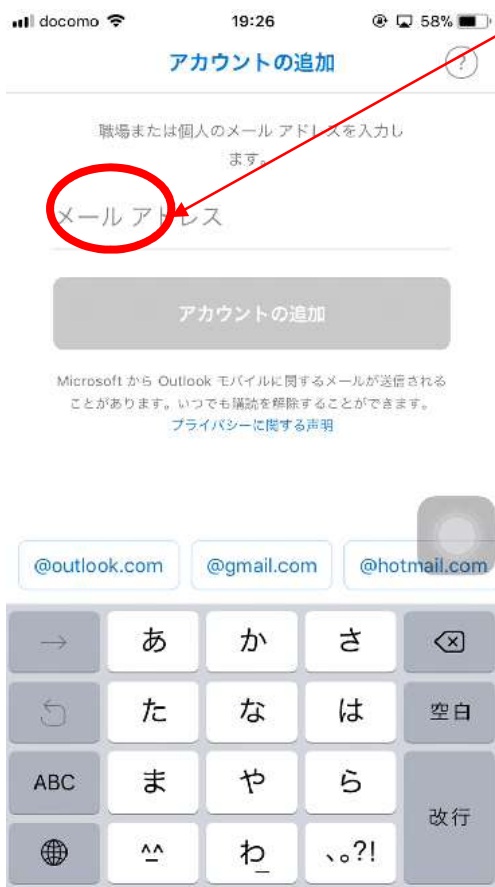 docomo 19:26 58%
アカウントの追加 ?
職場または個人のメール アドレスを入力し
ます。
メール アドレス
アカウントの追加
Microsoft から Outlook モバイルに関するメールが送信される
ことがあります。いつでも購読を解除することができます。
プライバシーに関する声明
@outlook.com @gmail.com @hotmail.com
→ あ か さ
た な は 空白
ABC ま や ら
改行
^^ わ 、。?!